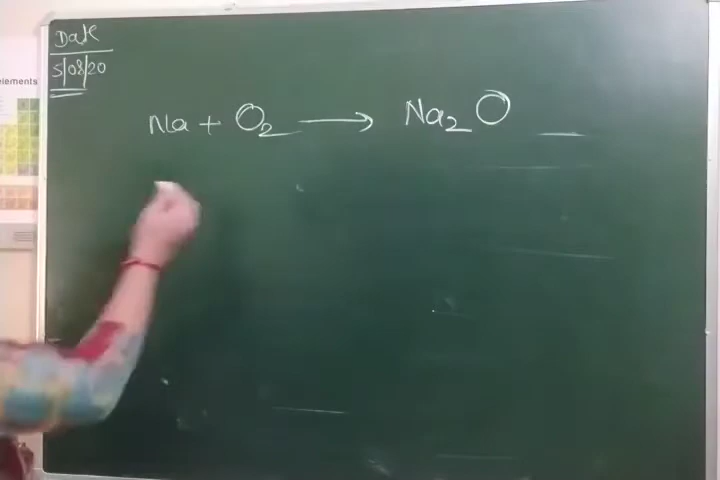 Date
5/08/20
elements
Na + O₂ ⟶ Na₂O